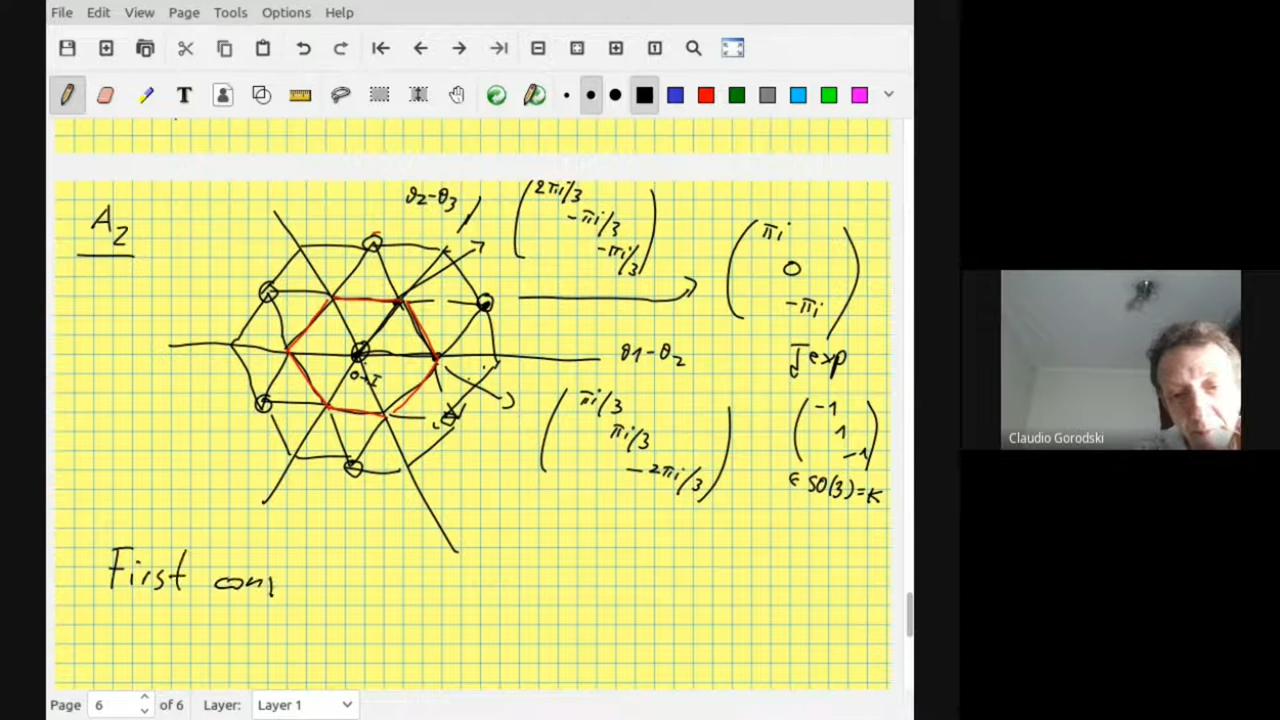 File Edit View Page Tools Options Help
A2
θ2-θ3
2πi/3
-πi/3
-πi/3
πi
0
-πi
θ1-θ2
0→I
exp
πi/3
πi/3
-2πi/3
-1
1
-1
∈ SO(3)=K
First con
Claudio Gorodski
Page 6 of 6 Layer: Layer 1